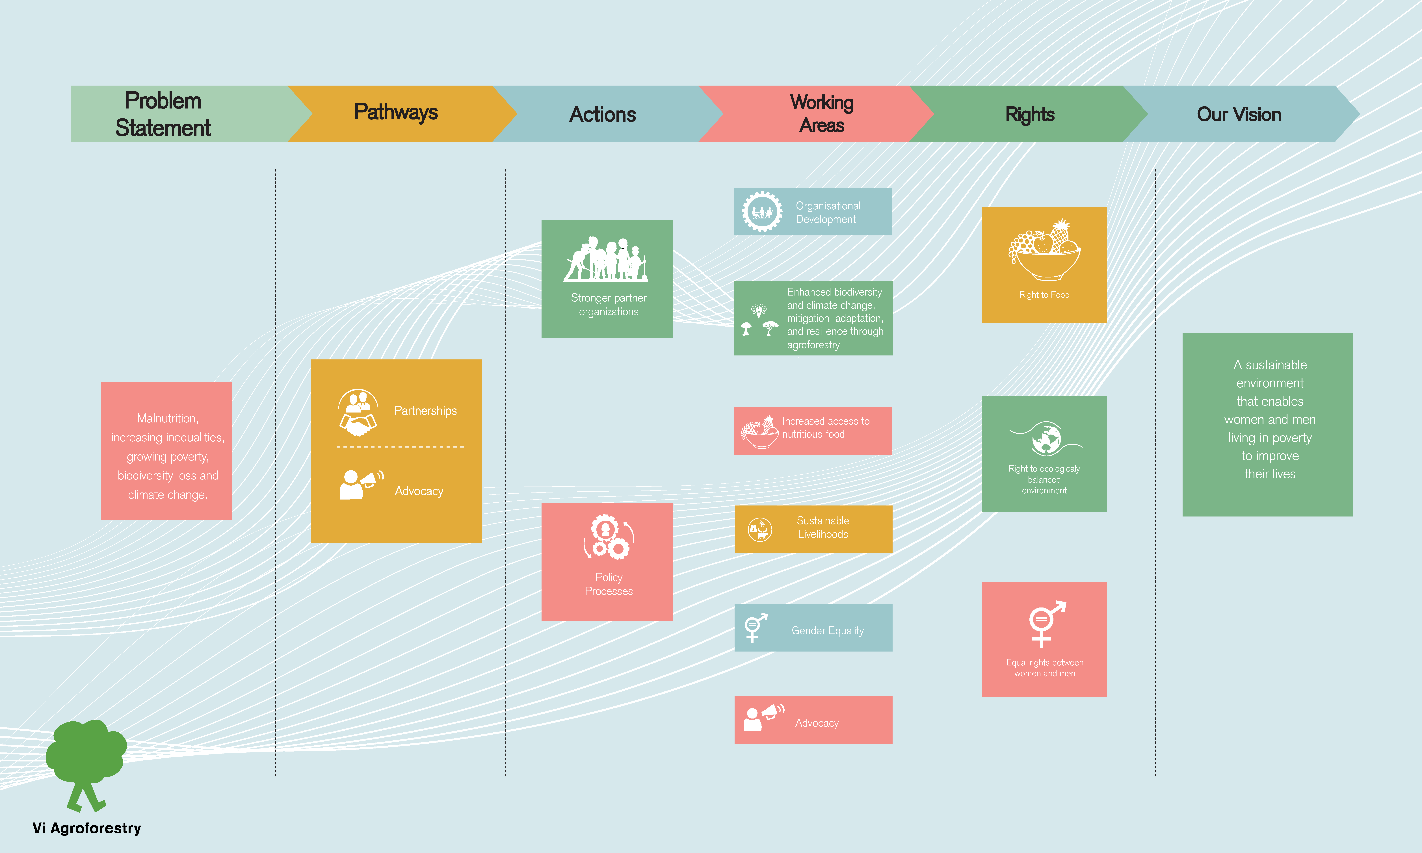 Problem
Statement
Pathways
Actions
Working
Areas
Rights
Our Vision
Malnutrition,
increasing inequalities,
growing poverty,
biodiversity loss and
climate change.
Partnerships
Advocacy
Stronger partner
organizations
Policy
Processes
Organisational
Development
Enhanced biodiversity
and climate change,
mitigation, adaptation,
and resilience through
agroforestry
Increased access to
nutritious food
Sustainable
Livelihoods
Gender Equality
Advocacy
Right to Food
Right to ecologicaly
balanced
environment
Equal rights between
women and men
A sustainable
environment
that enables
women and men
living in poverty
to improve
their lives
Vi Agroforestry